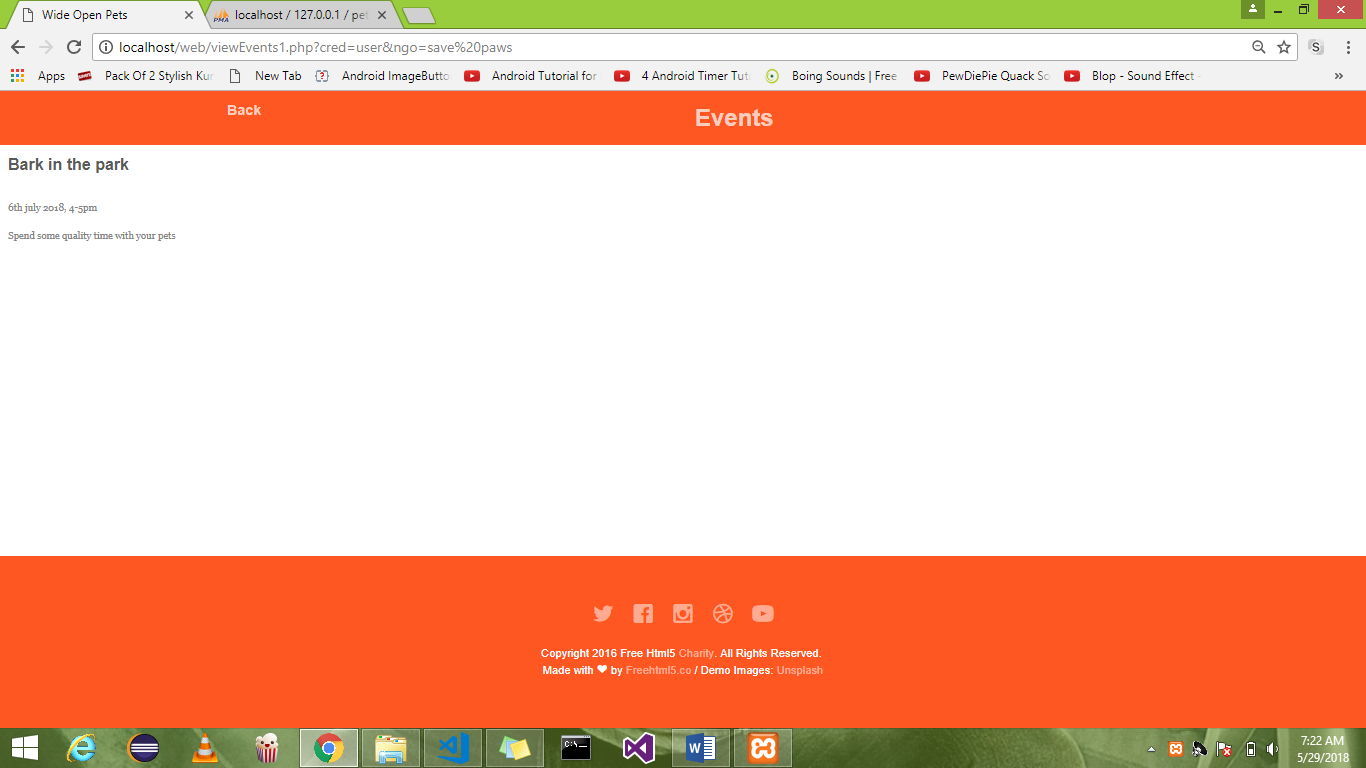 Wide Open Pets
PMA
localhost / 127.0.0.1 / pet
localhost/web/viewEvents1.php?cred=user&ngo=save%20paws
S
Apps
Pack Of 2 Stylish Kur
New Tab
Android ImageButto
Android Tutorial for
4 Android Timer Tut
Boing Sounds | Free
PewDiePie Quack So
Blop - Sound Effect -
»
Back
Events
Bark in the park
6th july 2018, 4-5pm
Spend some quality time with your pets
Copyright 2016 Free Html5 Charity. All Rights Reserved.
Made with ❤ by Freehtml5.co / Demo Images: Unsplash
7:22 AM
5/29/2018